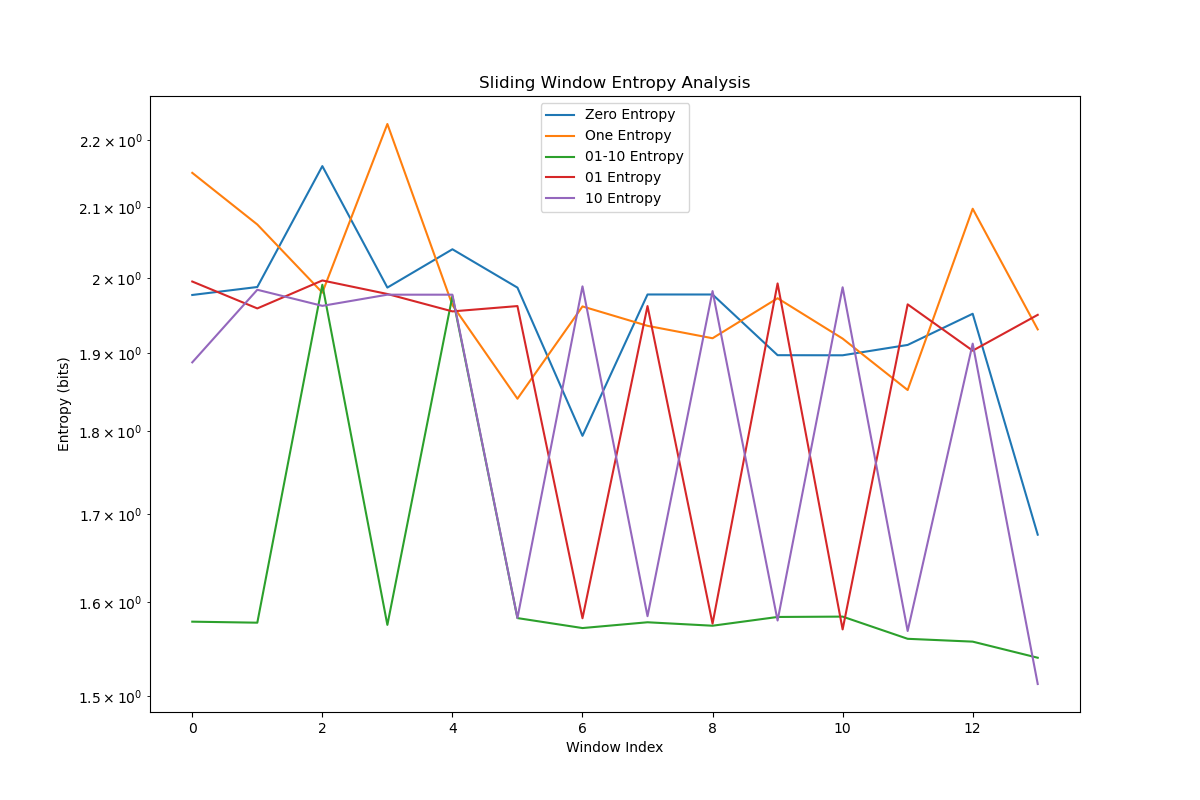 Sliding Window Entropy Analysis
Zero Entropy
One Entropy
01-10 Entropy
01 Entropy
10 Entropy
2.2 × 10⁰
2.1 × 10⁰
2 × 10⁰
1.9 × 10⁰
1.8 × 10⁰
1.7 × 10⁰
1.6 × 10⁰
1.5 × 10⁰
Entropy (bits)
0 2 4 6 8 10 12
Window Index